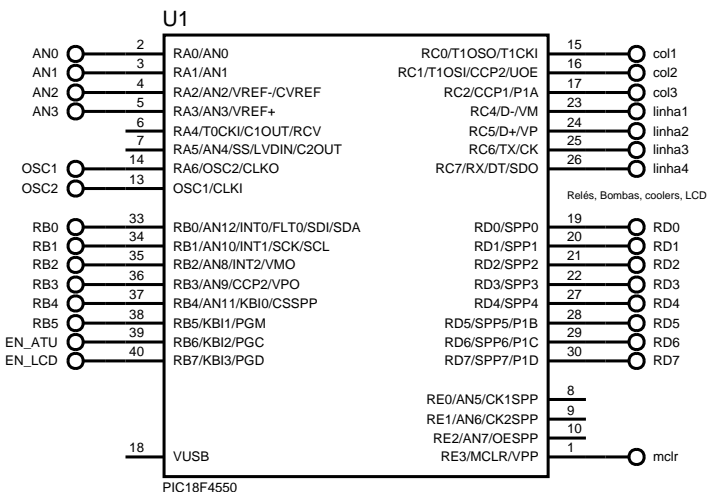 U1
AN0 2 RA0/AN0 RC0/T1OSO/T1CKI 15 col1
AN1 3 RA1/AN1 RC1/T1OSI/CCP2/UOE 16 col2
AN2 4 RA2/AN2/VREF-/CVREF RC2/CCP1/P1A 17 col3
AN3 5 RA3/AN3/VREF+ RC4/D-/VM 23 linha1
6 RA4/T0CKI/C1OUT/RCV RC5/D+/VP 24 linha2
7 RA5/AN4/SS/LVDIN/C2OUT RC6/TX/CK 25 linha3
OSC1 14 RA6/OSC2/CLKO RC7/RX/DT/SDO 26 linha4
OSC2 13 OSC1/CLKI
Relés, Bombas, coolers, LCD
RB0 33 RB0/AN12/INT0/FLT0/SDI/SDA RD0/SPP0 19 RD0
RB1 34 RB1/AN10/INT1/SCK/SCL RD1/SPP1 20 RD1
RB2 35 RB2/AN8/INT2/VMO RD2/SPP2 21 RD2
RB3 36 RB3/AN9/CCP2/VPO RD3/SPP3 22 RD3
RB4 37 RB4/AN11/KBI0/CSSPP RD4/SPP4 27 RD4
RB5 38 RB5/KBI1/PGM RD5/SPP5/P1B 28 RD5
EN_ATU 39 RB6/KBI2/PGC RD6/SPP6/P1C 29 RD6
EN_LCD 40 RB7/KBI3/PGD RD7/SPP7/P1D 30 RD7
RE0/AN5/CK1SPP 8
RE1/AN6/CK2SPP 9
RE2/AN7/OESPP 10
18 VUSB RE3/MCLR/VPP 1 mclr
PIC18F4550